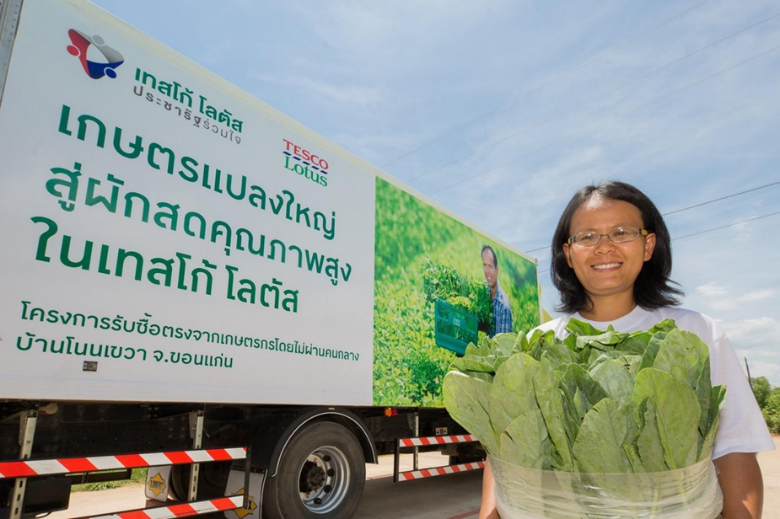 เทสโก้ โลตัส
ประชารัฐร่วมใจ
TESCO
Lotus
เกษตรแปลงใหญ่
สู่ผักสดคุณภาพสูง
ในเทสโก้ โลตัส
โครงการรับซื้อตรงจากเกษตรกรโดยไม่ผ่านคนกลาง
บ้านโนนเขวา จ.ขอนแก่น